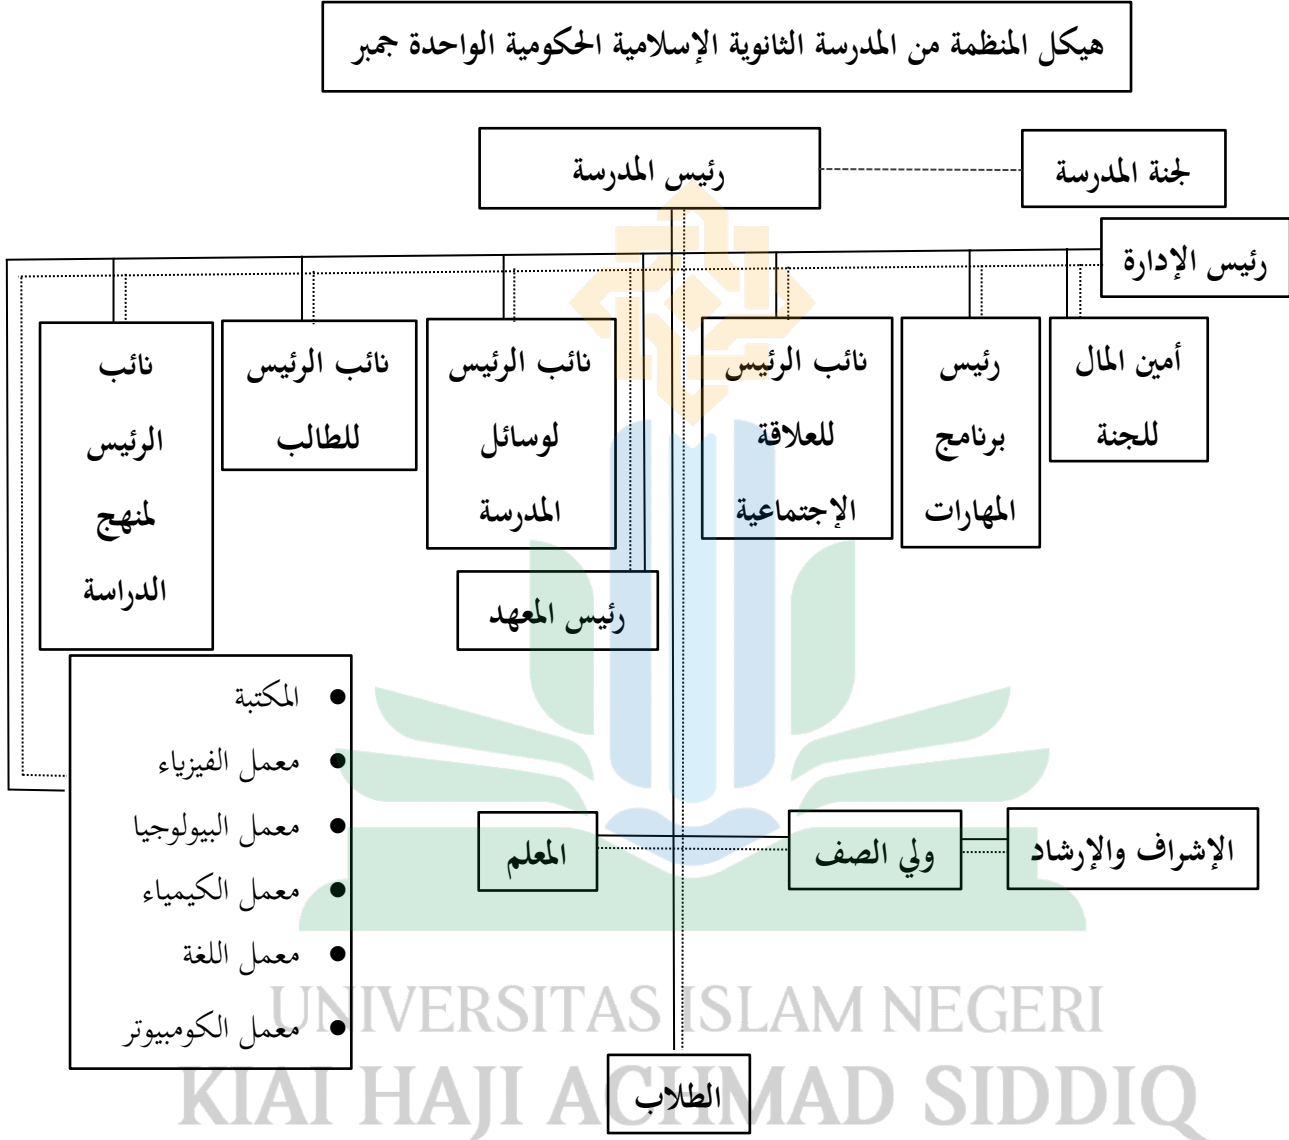 هيكل المنظمة من المدرسة الثانوية الإسلامية الحكومية الواحدة جمبر
رئيس المدرسة
لجنة المدرسة
رئيس الإدارة
أمين المال
للجنة
رئيس
برنامج
المهارات
نائب الرئيس
للعلاقة
الإجتماعية
نائب الرئيس
لوسائل
المدرسة
نائب الرئيس
للطالب
نائب
الرئيس
لمنهج
الدراسة
رئيس المعهد
● المكتبة
● معمل الفيزياء
● معمل البيولوجيا
● معمل الكيمياء
● معمل اللغة
● معمل الكومبيوتر
الإشراف والإرشاد
ولي الصف
المعلم
الطلاب
UNIVERSITAS ISLAM NEGERI
KIAI HAJI ACHMAD SIDDIQ